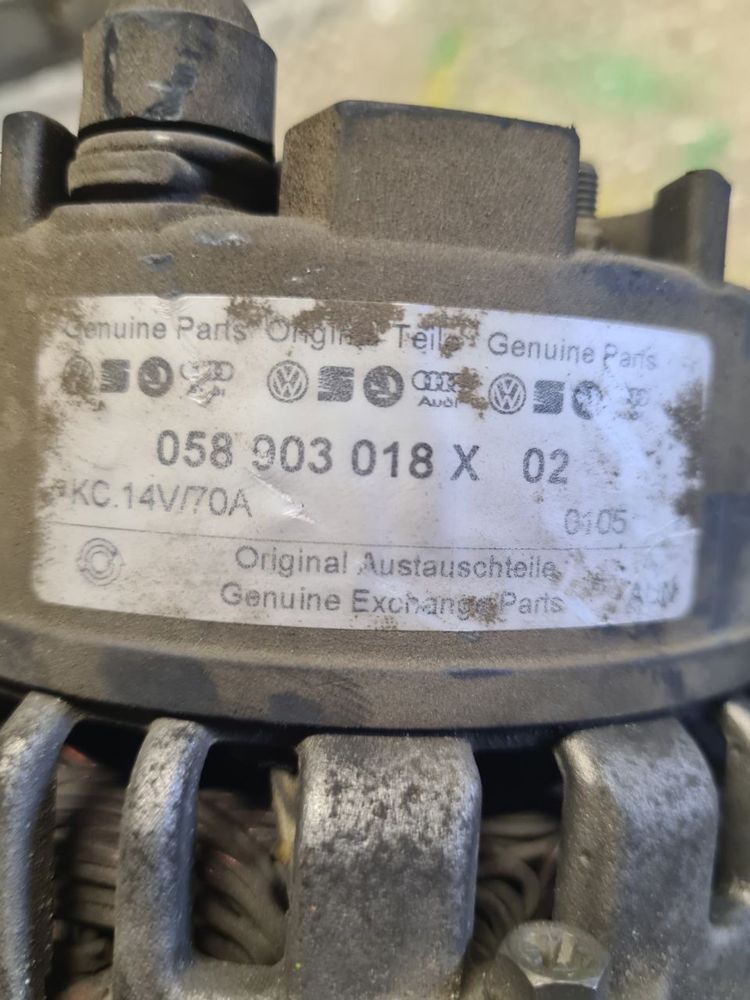 Genuine Parts Original Teile Genuine Parts
Audi
058 903 018 X 02
KC.14V/70A
0105
Original Austauschteile
Genuine Exchange Parts